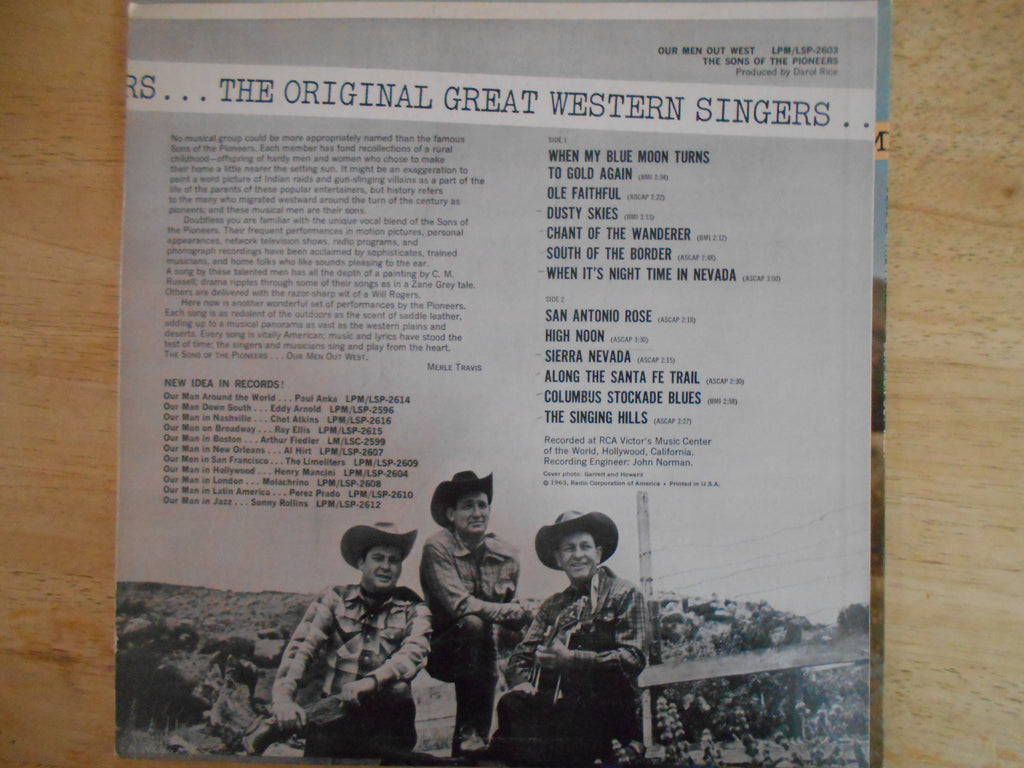 OUR MEN OUT WEST LPM/LSP-2603
THE SONS OF THE PIONEERS
Produced by Darol Rice
RS... THE ORIGINAL GREAT WESTERN SINGERS ..
No musical group could be more appropriately named than the famous
Sons of the Pioneers. Each member has fond recollections of a rural
childhood—offspring of hardy men and women who chose to make
their home a little nearer the setting sun. It might be an exaggeration to
paint a word picture of Indian raids and gun-slinging villains as a part of the
life of the parents of these popular entertainers, but history refers
to the many who migrated westward around the turn of the century as
pioneers; and these musical men are their sons.
Doubtless you are familiar with the unique vocal blend of the Sons of
the Pioneers. Their frequent performances in motion pictures, personal
appearances, network television shows, radio programs, and
phonograph recordings have been acclaimed by sophisticates, trained
musicians, and home folks who like sounds pleasing to the ear.
A song by these talented men has all the depth of a painting by C. M.
Russell; drama ripples through some of their songs as in a Zane Grey tale.
Others are delivered with the razor-sharp wit of a Will Rogers.
Here now is another wonderful set of performances by the Pioneers.
Each song is as redolent of the outdoors as the scent of saddle leather,
adding up to a musical panorama as vast as the western plains and
deserts. Every song is vitally American; music and lyrics have stood the
test of time; the singers and musicians sing and play from the heart.
THE SONS OF THE PIONEERS . . . OUR MEN OUT WEST.
MERLE TRAVIS
NEW IDEA IN RECORDS!
Our Man Around the World . . . Paul Anka LPM/LSP-2614
Our Man Down South . . . Eddy Arnold LPM/LSP-2596
Our Man in Nashville . . . Chet Atkins LPM/LSP-2616
Our Man on Broadway . . . Ray Ellis LPM/LSP-2615
Our Man in Boston . . . Arthur Fiedler LM/LSC-2599
Our Man in New Orleans . . . Al Hirt LPM/LSP-2607
Our Men in San Francisco . . . The Limeliters LPM/LSP-2609
Our Man in Hollywood . . . Henry Mancini LPM/LSP-2604
Our Man in London . . . Melachrino LPM/LSP-2608
Our Man in Latin America . . . Perez Prado LPM/LSP-2610
Our Man in Jazz . . . Sonny Rollins LPM/LSP-2612
SIDE 1
WHEN MY BLUE MOON TURNS
TO GOLD AGAIN (BMI 2:34)
OLE FAITHFUL (ASCAP 2:22)
DUSTY SKIES (BMI 2:13)
CHANT OF THE WANDERER (BMI 2:12)
SOUTH OF THE BORDER (ASCAP 2:48)
WHEN IT'S NIGHT TIME IN NEVADA (ASCAP 3:00)
SIDE 2
SAN ANTONIO ROSE (ASCAP 2:18)
HIGH NOON (ASCAP 3:30)
SIERRA NEVADA (ASCAP 2:15)
ALONG THE SANTA FE TRAIL (ASCAP 2:30)
COLUMBUS STOCKADE BLUES (BMI 2:58)
THE SINGING HILLS (ASCAP 2:27)
Recorded at RCA Victor's Music Center
of the World, Hollywood, California.
Recording Engineer: John Norman.
Cover photo: Garrett and Howard
© 1963, Radio Corporation of America • Printed in U.S.A.